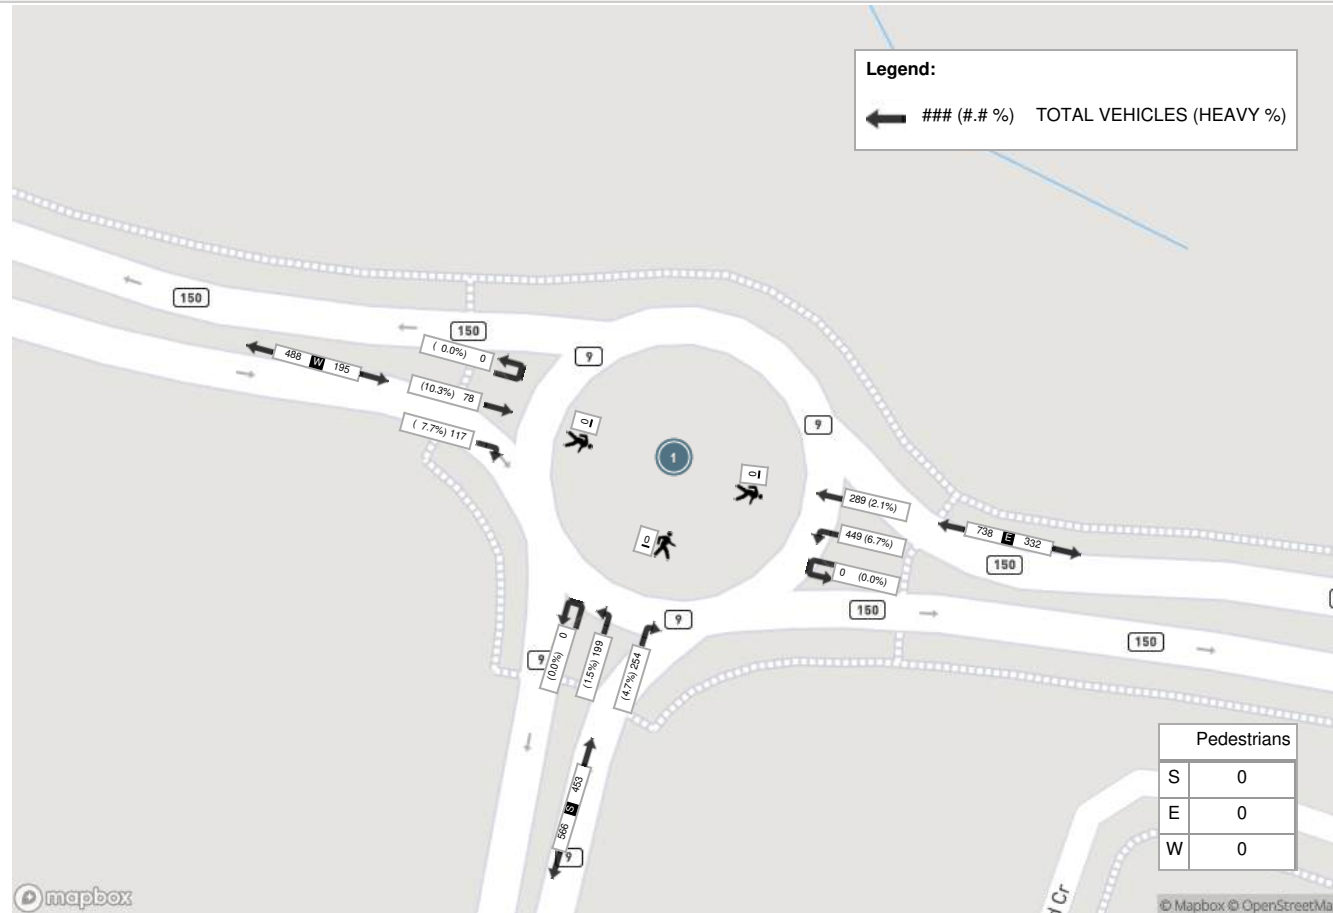 Legend:
### (#.# %) TOTAL VEHICLES (HEAVY %)
150
150
( 0.0%) 0
9
488 W 195
(10.3%) 78
( 7.7%) 117
0
9
1
0
289 (2.1%)
738 E 332
449 (6.7%)
0 (0.0%)
150
0
150
9
150
9
(0.0%) 0
(1.5%) 199
(4.7%) 254
566 S 453
9
Pedestrians
S 0
E 0
W 0
d Cr
mapbox
© Mapbox © OpenStreetMa